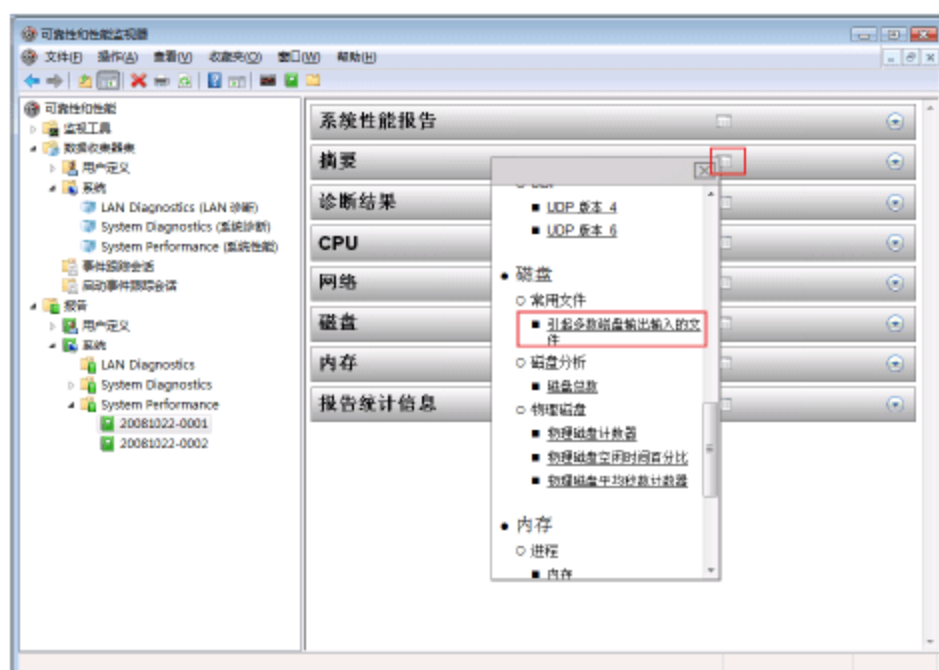 可靠性和性能监视器
文件(F) 操作(A) 查看(V) 收藏夹(O) 窗口(W) 帮助(H)
可靠性和性能
监视工具
数据收集器集
用户定义
系统
LAN Diagnostics (LAN 诊断)
System Diagnostics (系统诊断)
System Performance (系统性能)
事件跟踪会话
启动事件跟踪会话
报告
用户定义
系统
LAN Diagnostics
System Diagnostics
System Performance
20081022-0001
20081022-0002
系统性能报告
摘要
诊断结果
CPU
网络
磁盘
内存
报告统计信息
UDP 版本 4
UDP 版本 6
磁盘
常用文件
引起多数磁盘输出输入的文
件
磁盘分析
磁盘总数
物理磁盘
物理磁盘计数器
物理磁盘空闲时间百分比
物理磁盘平均秒数计数器
内存
进程
内存